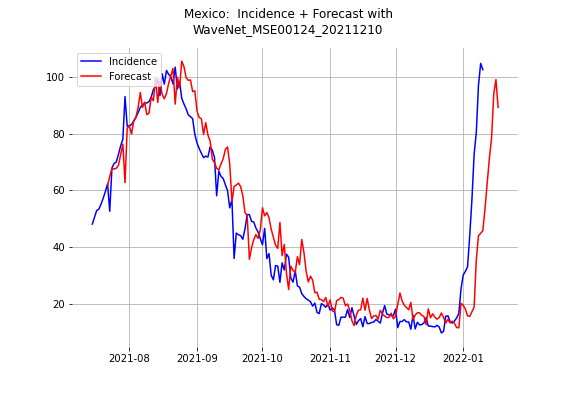 Mexico:  Incidence + Forecast with
WaveNet_MSE00124_20211210
Incidence
Forecast
100
80
60
40
20
2021-08 2021-09 2021-10 2021-11 2021-12 2022-01